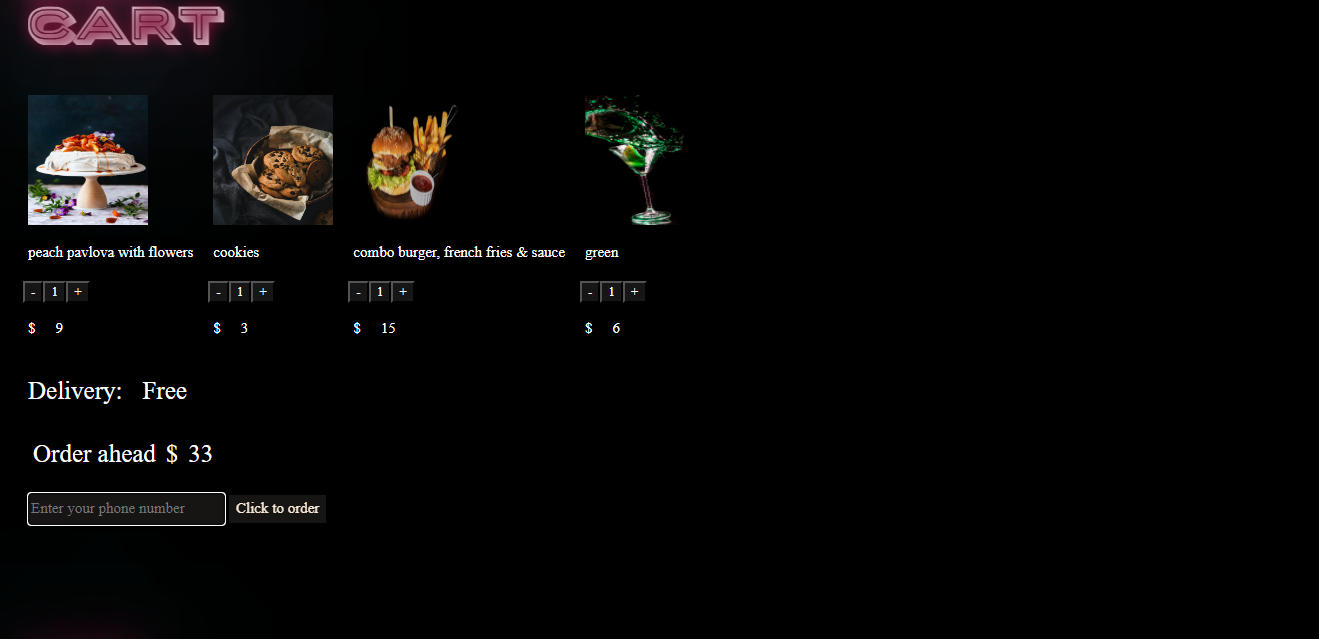 CART
peach pavlova with flowers cookies combo burger, french fries & sauce green
- 1 + - 1 + - 1 + - 1 +
$ 9 $ 3 $ 15 $ 6
Delivery: Free
Order ahead $ 33
Enter your phone number Click to order